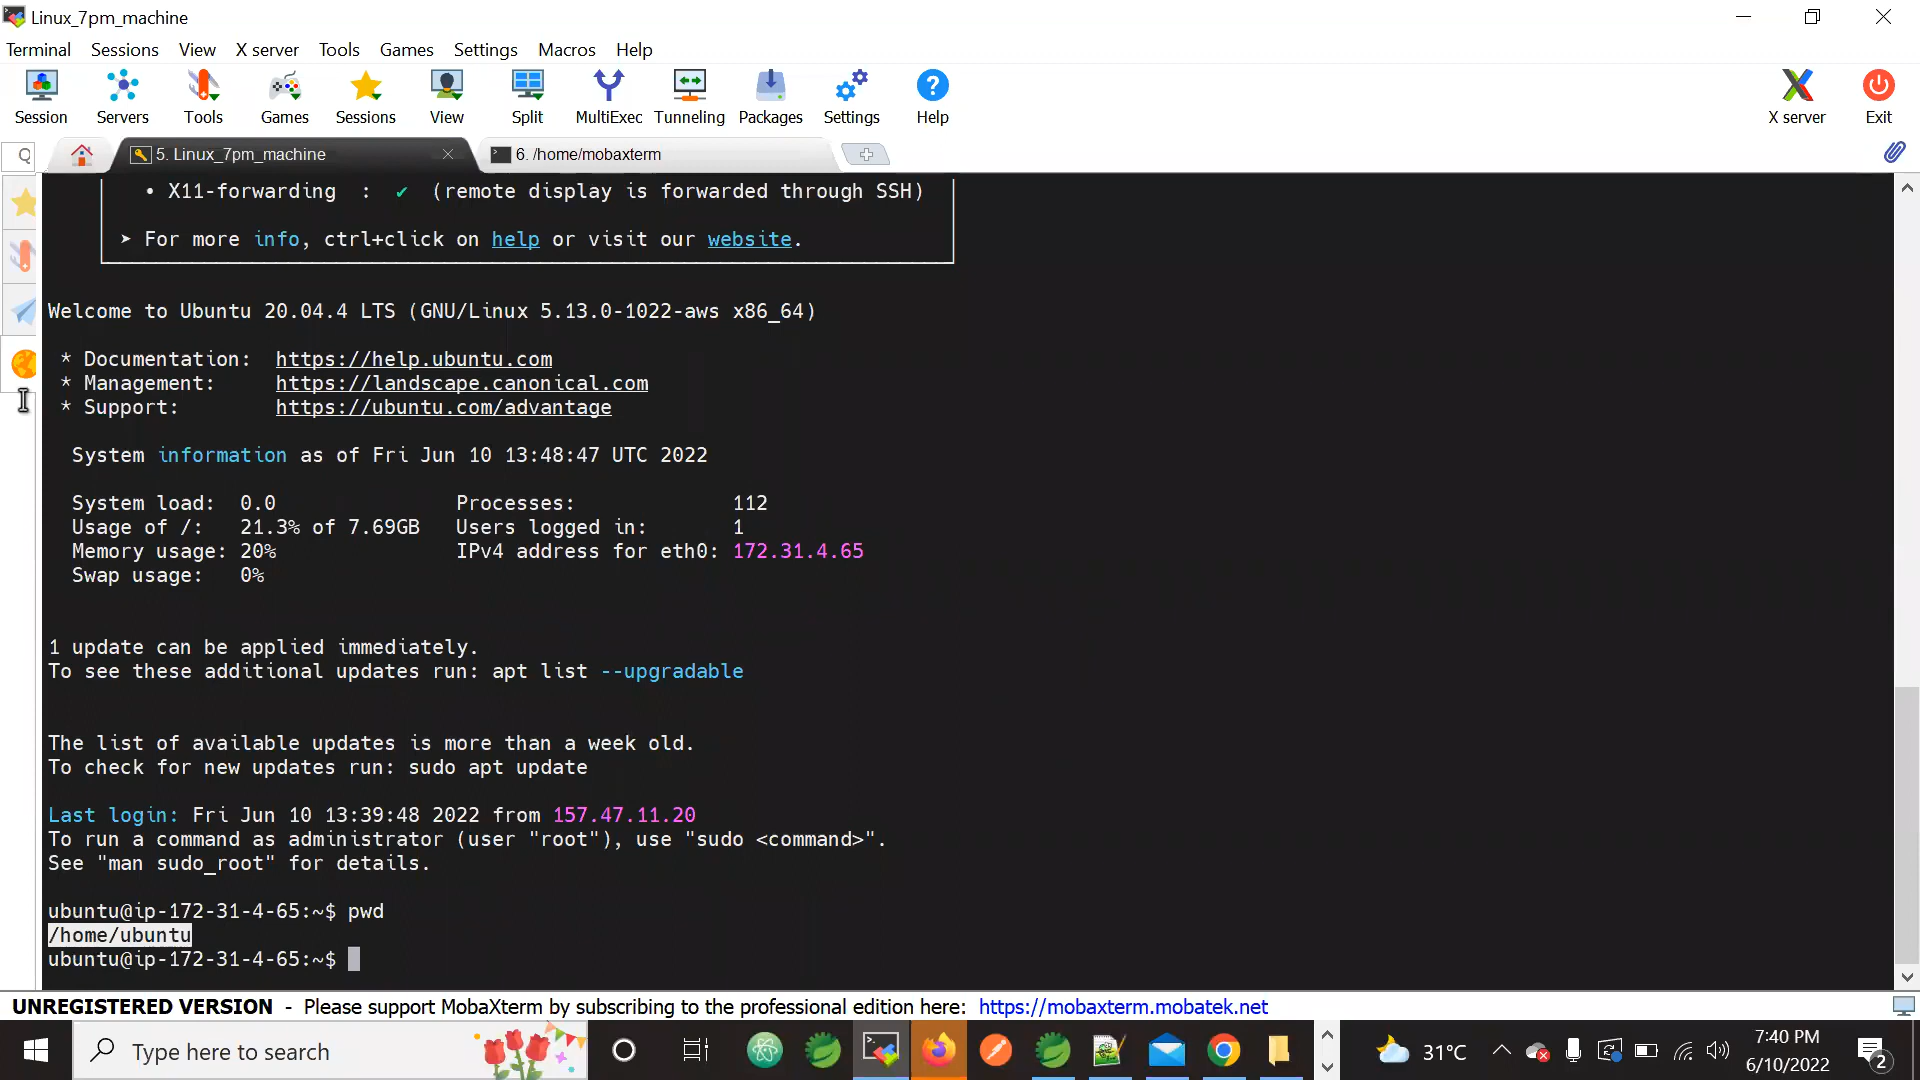 Linux_7pm_machine
Terminal Sessions View X server Tools Games Settings Macros Help
Session Servers Tools Games Sessions View Split MultiExec Tunneling Packages Settings Help X server Exit
5. Linux_7pm_machine 6. /home/mobaxterm
• X11-forwarding : ✔ (remote display is forwarded through SSH)
➤ For more info, ctrl+click on help or visit our website.
Welcome to Ubuntu 20.04.4 LTS (GNU/Linux 5.13.0-1022-aws x86_64)
* Documentation: https://help.ubuntu.com
* Management: https://landscape.canonical.com
* Support: https://ubuntu.com/advantage
System information as of Fri Jun 10 13:48:47 UTC 2022
System load: 0.0 Processes: 112
Usage of /: 21.3% of 7.69GB Users logged in: 1
Memory usage: 20% IPv4 address for eth0: 172.31.4.65
Swap usage: 0%
1 update can be applied immediately.
To see these additional updates run: apt list --upgradable
The list of available updates is more than a week old.
To check for new updates run: sudo apt update
Last login: Fri Jun 10 13:39:48 2022 from 157.47.11.20
To run a command as administrator (user "root"), use "sudo <command>".
See "man sudo_root" for details.
ubuntu@ip-172-31-4-65:~$ pwd
/home/ubuntu
ubuntu@ip-172-31-4-65:~$
UNREGISTERED VERSION - Please support MobaXterm by subscribing to the professional edition here: https://mobaxterm.mobatek.net
Type here to search
31°C
7:40 PM
6/10/2022
2